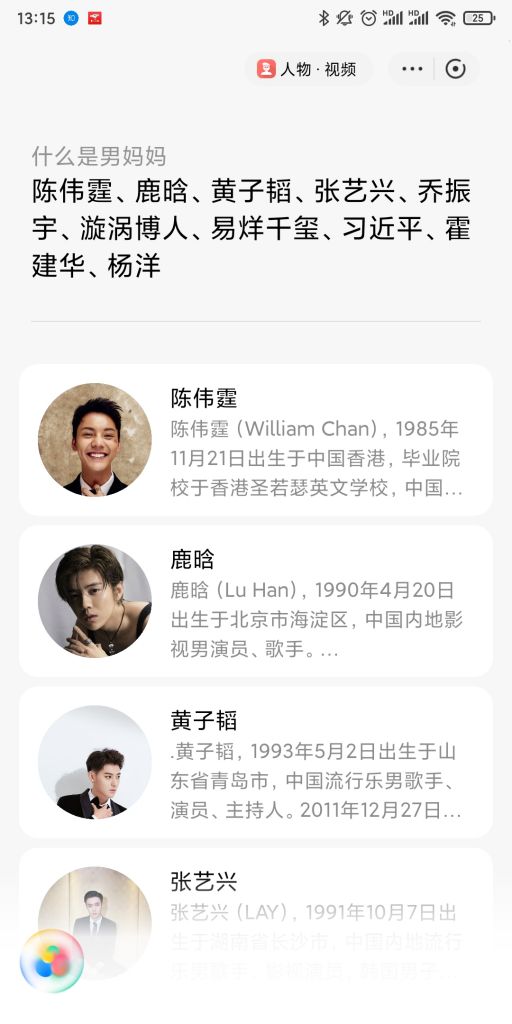 13:15
HD HD 25
人物 · 视频
什么是男妈妈
陈伟霆、鹿晗、黄子韬、张艺兴、乔振
宇、漩涡博人、易烊千玺、习近平、霍
建华、杨洋
陈伟霆
陈伟霆（William Chan），1985年
11月21日出生于中国香港，毕业院
校于香港圣若瑟英文学校，中国...
鹿晗
鹿晗（Lu Han），1990年4月20日
出生于北京市海淀区，中国内地影
视男演员、歌手。...
黄子韬
.黄子韬，1993年5月2日出生于山
东省青岛市，中国流行乐男歌手、
演员、主持人。2011年12月27日...
张艺兴
张艺兴（LAY），1991年10月7日出
生于湖南省长沙市，中国内地流行
乐男歌手、影视演员，韩国男子...